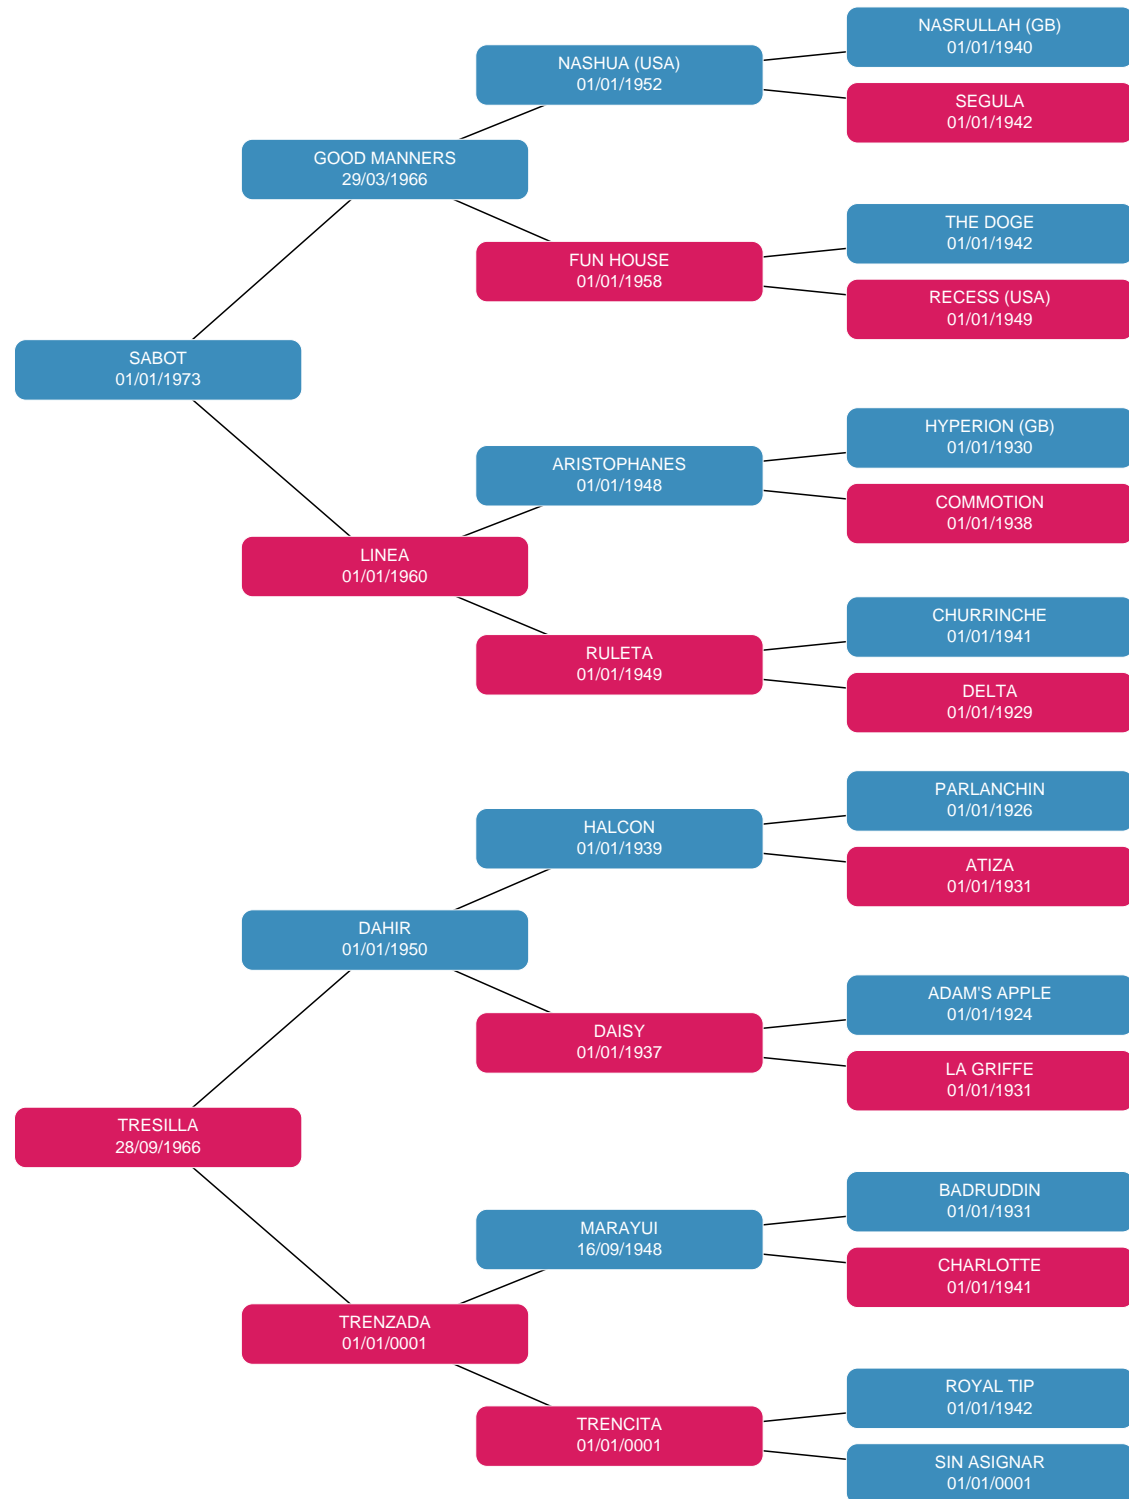 NASRULLAH (GB)
01/01/1940
NASHUA (USA)
01/01/1952
SEGULA
01/01/1942
GOOD MANNERS
29/03/1966
THE DOGE
01/01/1942
FUN HOUSE
01/01/1958
RECESS (USA)
01/01/1949
SABOT
01/01/1973
HYPERION (GB)
01/01/1930
ARISTOPHANES
01/01/1948
COMMOTION
01/01/1938
LINEA
01/01/1960
CHURRINCHE
01/01/1941
RULETA
01/01/1949
DELTA
01/01/1929
PARLANCHIN
01/01/1926
HALCON
01/01/1939
ATIZA
01/01/1931
DAHIR
01/01/1950
ADAM'S APPLE
01/01/1924
DAISY
01/01/1937
LA GRIFFE
01/01/1931
TRESILLA
28/09/1966
BADRUDDIN
01/01/1931
MARAYUI
16/09/1948
CHARLOTTE
01/01/1941
TRENZADA
01/01/0001
ROYAL TIP
01/01/1942
TRENCITA
01/01/0001
SIN ASIGNAR
01/01/0001